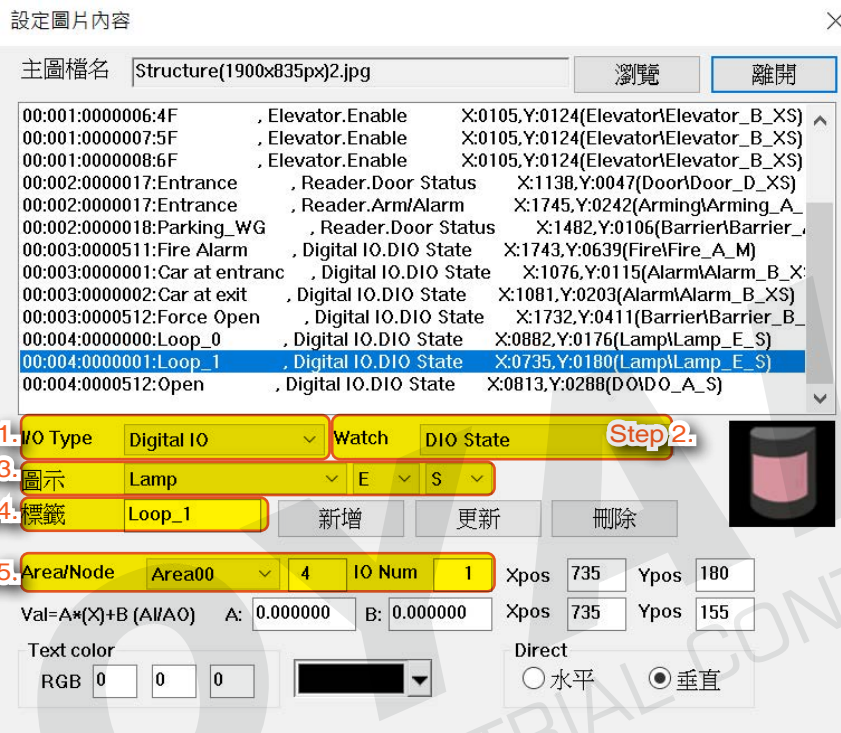 設定圖片內容
主圖檔名 Structure(1900x835px)2.jpg 瀏覽 離開
00:001:0000006:4F , Elevator.Enable X:0105,Y:0124(Elevator\Elevator_B_XS)
00:001:0000007:5F , Elevator.Enable X:0105,Y:0124(Elevator\Elevator_B_XS)
00:001:0000008:6F , Elevator.Enable X:0105,Y:0124(Elevator\Elevator_B_XS)
00:002:0000017:Entrance , Reader.Door Status X:1138,Y:0047(Door\Door_D_XS)
00:002:0000017:Entrance , Reader.Arm/Alarm X:1745,Y:0242(Arming\Arming_A_
00:002:0000018:Parking_WG , Reader.Door Status X:1482,Y:0106(Barrier\Barrier_
00:003:0000511:Fire Alarm , Digital IO.DIO State X:1743,Y:0639(Fire\Fire_A_M)
00:003:0000001:Car at entranc , Digital IO.DIO State X:1076,Y:0115(Alarm\Alarm_B_X
00:003:0000002:Car at exit , Digital IO.DIO State X:1081,Y:0203(Alarm\Alarm_B_XS)
00:003:0000512:Force Open , Digital IO.DIO State X:1732,Y:0411(Barrier\Barrier_B_
00:004:0000000:Loop_0 , Digital IO.DIO State X:0882,Y:0176(Lamp\Lamp_E_S)
00:004:0000001:Loop_1 , Digital IO.DIO State X:0735,Y:0180(Lamp\Lamp_E_S)
00:004:0000512:Open , Digital IO.DIO State X:0813,Y:0288(DO\DO_A_S)
1. I/O Type Digital IO Watch DIO State Step 2.
3. 圖示 Lamp E S
4. 標籤 Loop_1 新增 更新 刪除
5. Area/Node Area00 4 IO Num 1 Xpos 735 Ypos 180
Val=A*(X)+B (AI/AO) A: 0.000000 B: 0.000000 Xpos 735 Ypos 155
Text color Direct
RGB 0 0 0 水平 垂直